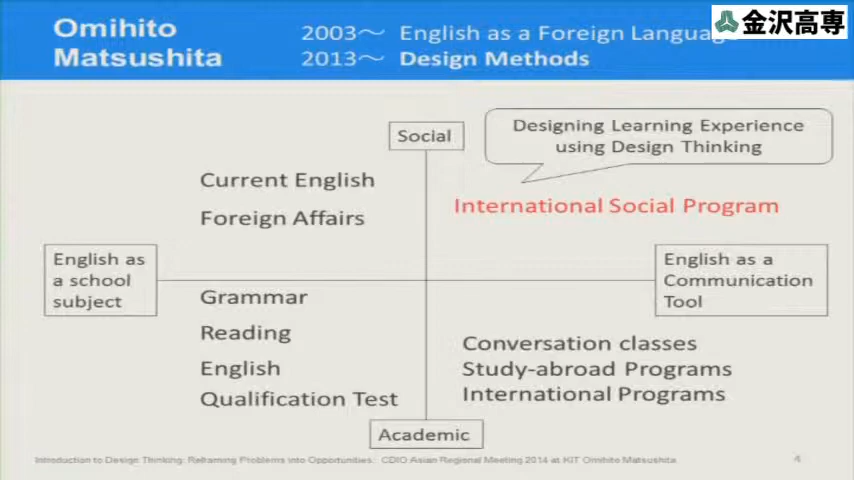 Omihito
Matsushita
2003～ English as a Foreign Language
2013～ Design Methods
金沢高専
Social
Designing Learning Experience
using Design Thinking
Current English
Foreign Affairs
International Social Program
English as
a school
subject
English as a
Communication
Tool
Grammar
Reading
English
Qualification Test
Conversation classes
Study-abroad Programs
International Programs
Academic
Introduction to Design Thinking: Reframing Problems into Opportunities: CDIO Asian Regional Meeting 2014 at KIT Omihito Matsushita
4